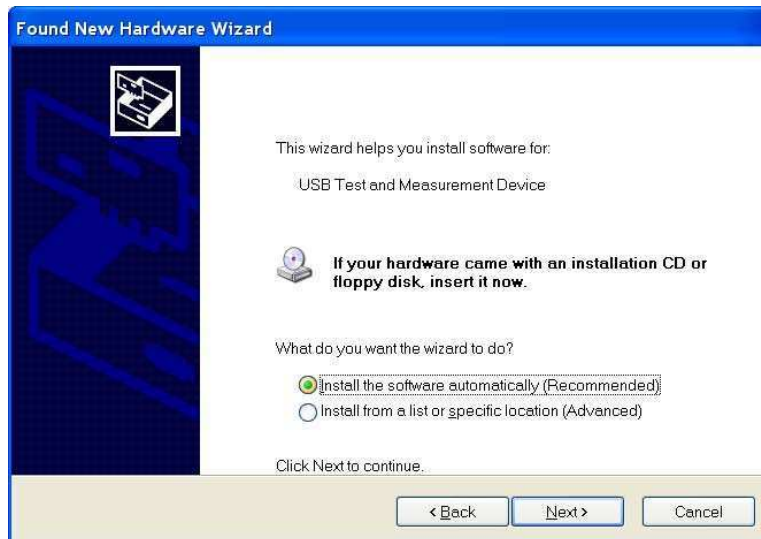 Found New Hardware Wizard
This wizard helps you install software for:
USB Test and Measurement Device
If your hardware came with an installation CD or
floppy disk, insert it now.
What do you want the wizard to do?
Install the software automatically (Recommended)
Install from a list or specific location (Advanced)
Click Next to continue.
< Back
Next >
Cancel